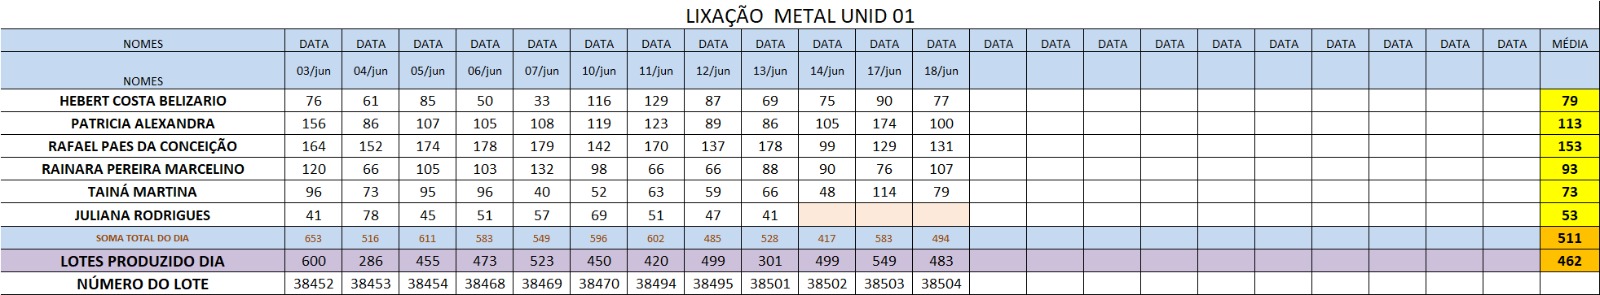 LIXAÇÃO METAL UNID 01
NOMES DATA DATA DATA DATA DATA DATA DATA DATA DATA DATA DATA DATA DATA DATA DATA DATA DATA DATA DATA DATA DATA DATA MÉDIA
NOMES 03/jun 04/jun 05/jun 06/jun 07/jun 10/jun 11/jun 12/jun 13/jun 14/jun 17/jun 18/jun
HEBERT COSTA BELIZARIO 76 61 85 50 33 116 129 87 69 75 90 77 79
PATRICIA ALEXANDRA 156 86 107 105 108 119 123 89 86 105 174 100 113
RAFAEL PAES DA CONCEIÇÃO 164 152 174 178 179 142 170 137 178 99 129 131 153
RAINARA PEREIRA MARCELINO 120 66 105 103 132 98 66 66 88 90 76 107 93
TAINÁ MARTINA 96 73 95 96 40 52 63 59 66 48 114 79 73
JULIANA RODRIGUES 41 78 45 51 57 69 51 47 41 53
SOMA TOTAL DO DIA 653 516 611 583 549 596 602 485 528 417 583 494 511
LOTES PRODUZIDO DIA 600 286 455 473 523 450 420 499 301 499 549 483 462
NÚMERO DO LOTE 38452 38453 38454 38468 38469 38470 38494 38495 38501 38502 38503 38504